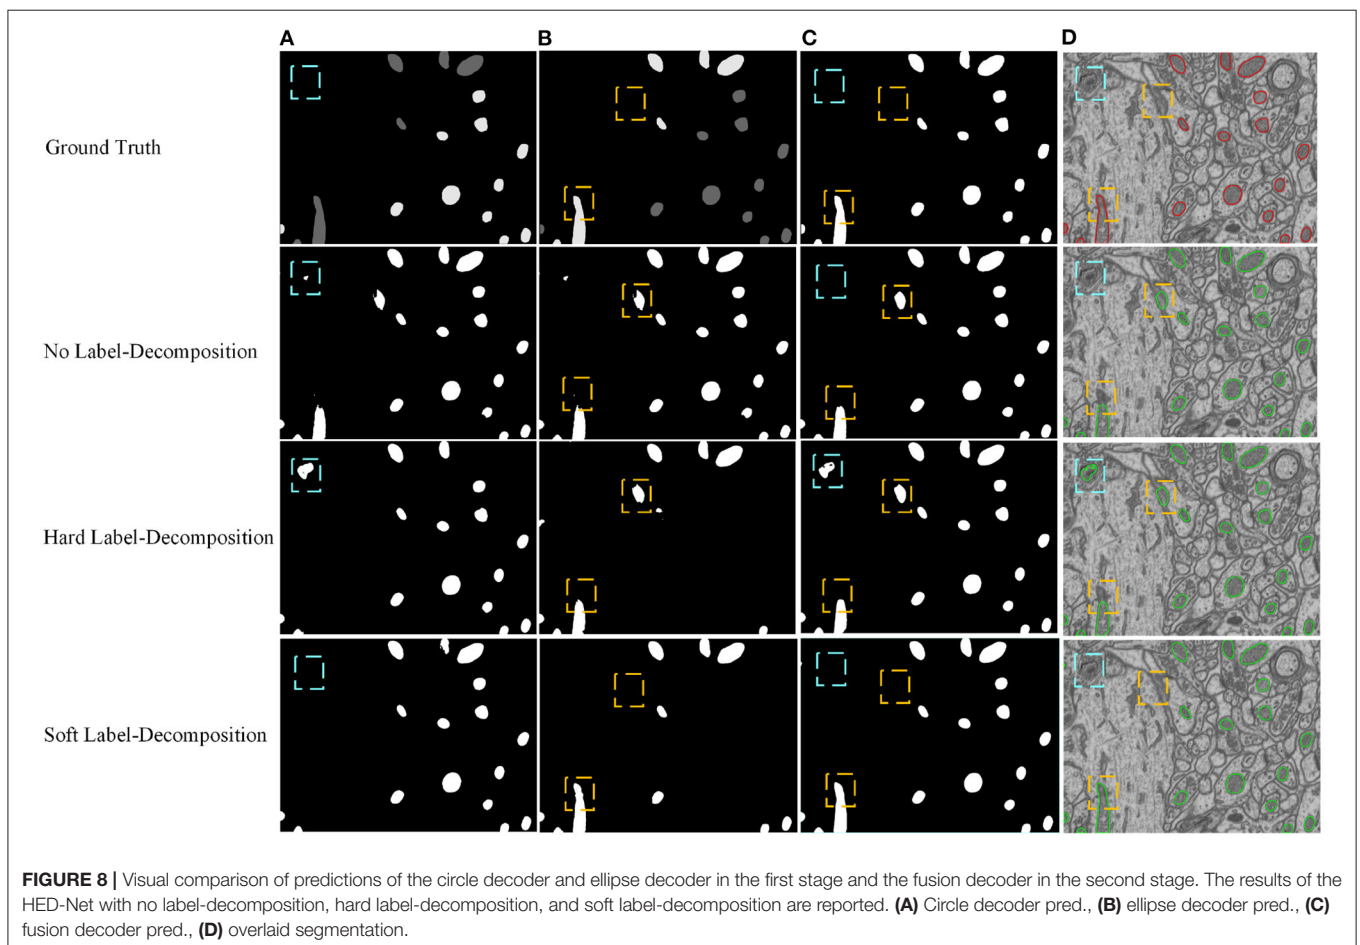 A
B
C
D
Ground Truth
No Label-Decomposition
Hard Label-Decomposition
Soft Label-Decomposition
FIGURE 8 | Visual comparison of predictions of the circle decoder and ellipse decoder in the first stage and the fusion decoder in the second stage. The results of the
HED-Net with no label-decomposition, hard label-decomposition, and soft label-decomposition are reported. (A) Circle decoder pred., (B) ellipse decoder pred., (C)
fusion decoder pred., (D) overlaid segmentation.